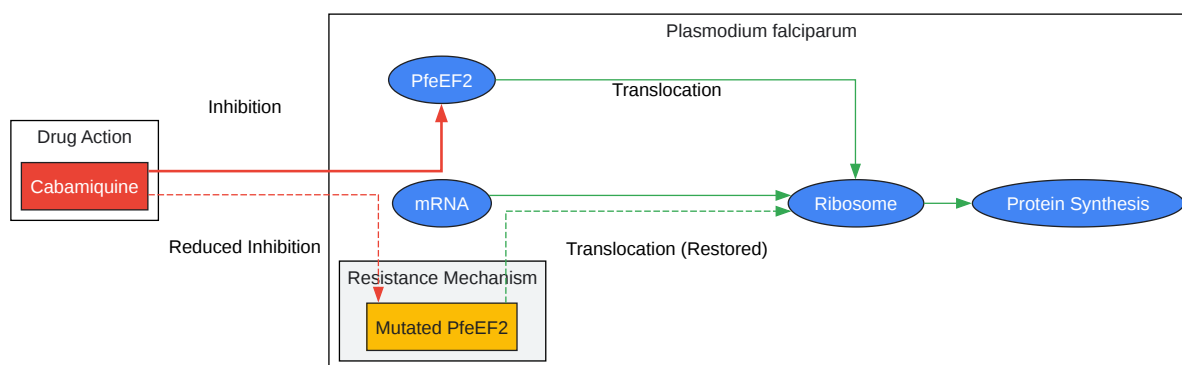 Plasmodium falciparum
PfeEF2
Translocation
Inhibition
Drug Action
Cabamiquine
mRNA
Ribosome
Protein Synthesis
Reduced Inhibition
Translocation (Restored)
Resistance Mechanism
Mutated PfeEF2